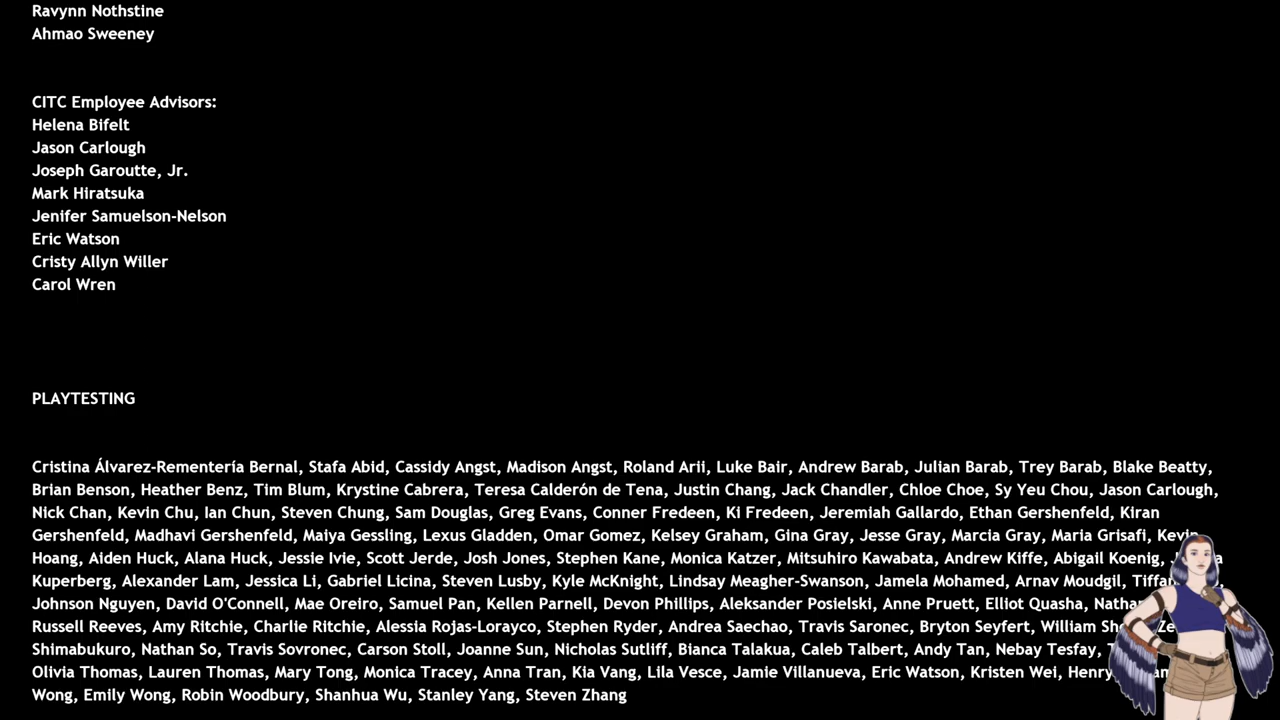 Ravynn Nothstine
Ahmao Sweeney
CITC Employee Advisors:
Helena Bifelt
Jason Carlough
Joseph Garoutte, Jr.
Mark Hiratsuka
Jenifer Samuelson-Nelson
Eric Watson
Cristy Allyn Willer
Carol Wren
PLAYTESTING
Cristina Álvarez-Rementería Bernal, Stafa Abid, Cassidy Angst, Madison Angst, Roland Arii, Luke Bair, Andrew Barab, Julian Barab, Trey Barab, Blake Beatty,
Brian Benson, Heather Benz, Tim Blum, Krystine Cabrera, Teresa Calderón de Tena, Justin Chang, Jack Chandler, Chloe Choe, Sy Yeu Chou, Jason Carlough,
Nick Chan, Kevin Chu, Ian Chun, Steven Chung, Sam Douglas, Greg Evans, Conner Fredeen, Ki Fredeen, Jeremiah Gallardo, Ethan Gershenfeld, Kiran
Gershenfeld, Madhavi Gershenfeld, Maiya Gessling, Lexus Gladden, Omar Gomez, Kelsey Graham, Gina Gray, Jesse Gray, Marcia Gray, Maria Grisafi, Kevin
Hoang, Aiden Huck, Alana Huck, Jessie Ivie, Scott Jerde, Josh Jones, Stephen Kane, Monica Katzer, Mitsuhiro Kawabata, Andrew Kiffe, Abigail Koenig,
Kuperberg, Alexander Lam, Jessica Li, Gabriel Licina, Steven Lusby, Kyle McKnight, Lindsay Meagher-Swanson, Jamela Mohamed, Arnav Moudgil,
Johnson Nguyen, David O'Connell, Mae Oreiro, Samuel Pan, Kellen Parnell, Devon Phillips, Aleksander Posielski, Anne Pruett, Elliot Quasha,
Russell Reeves, Amy Ritchie, Charlie Ritchie, Alessia Rojas-Lorayco, Stephen Ryder, Andrea Saechao, Travis Saronec, Bryton Seyfert, William
Shimabukuro, Nathan So, Travis Sovronec, Carson Stoll, Joanne Sun, Nicholas Sutliff, Bianca Talakua, Caleb Talbert, Andy Tan, Nebay Tesfay,
Olivia Thomas, Lauren Thomas, Mary Tong, Monica Tracey, Anna Tran, Kia Vang, Lila Vesce, Jamie Villanueva, Eric Watson, Kristen Wei, Henry
Wong, Emily Wong, Robin Woodbury, Shanhua Wu, Stanley Yang, Steven Zhang